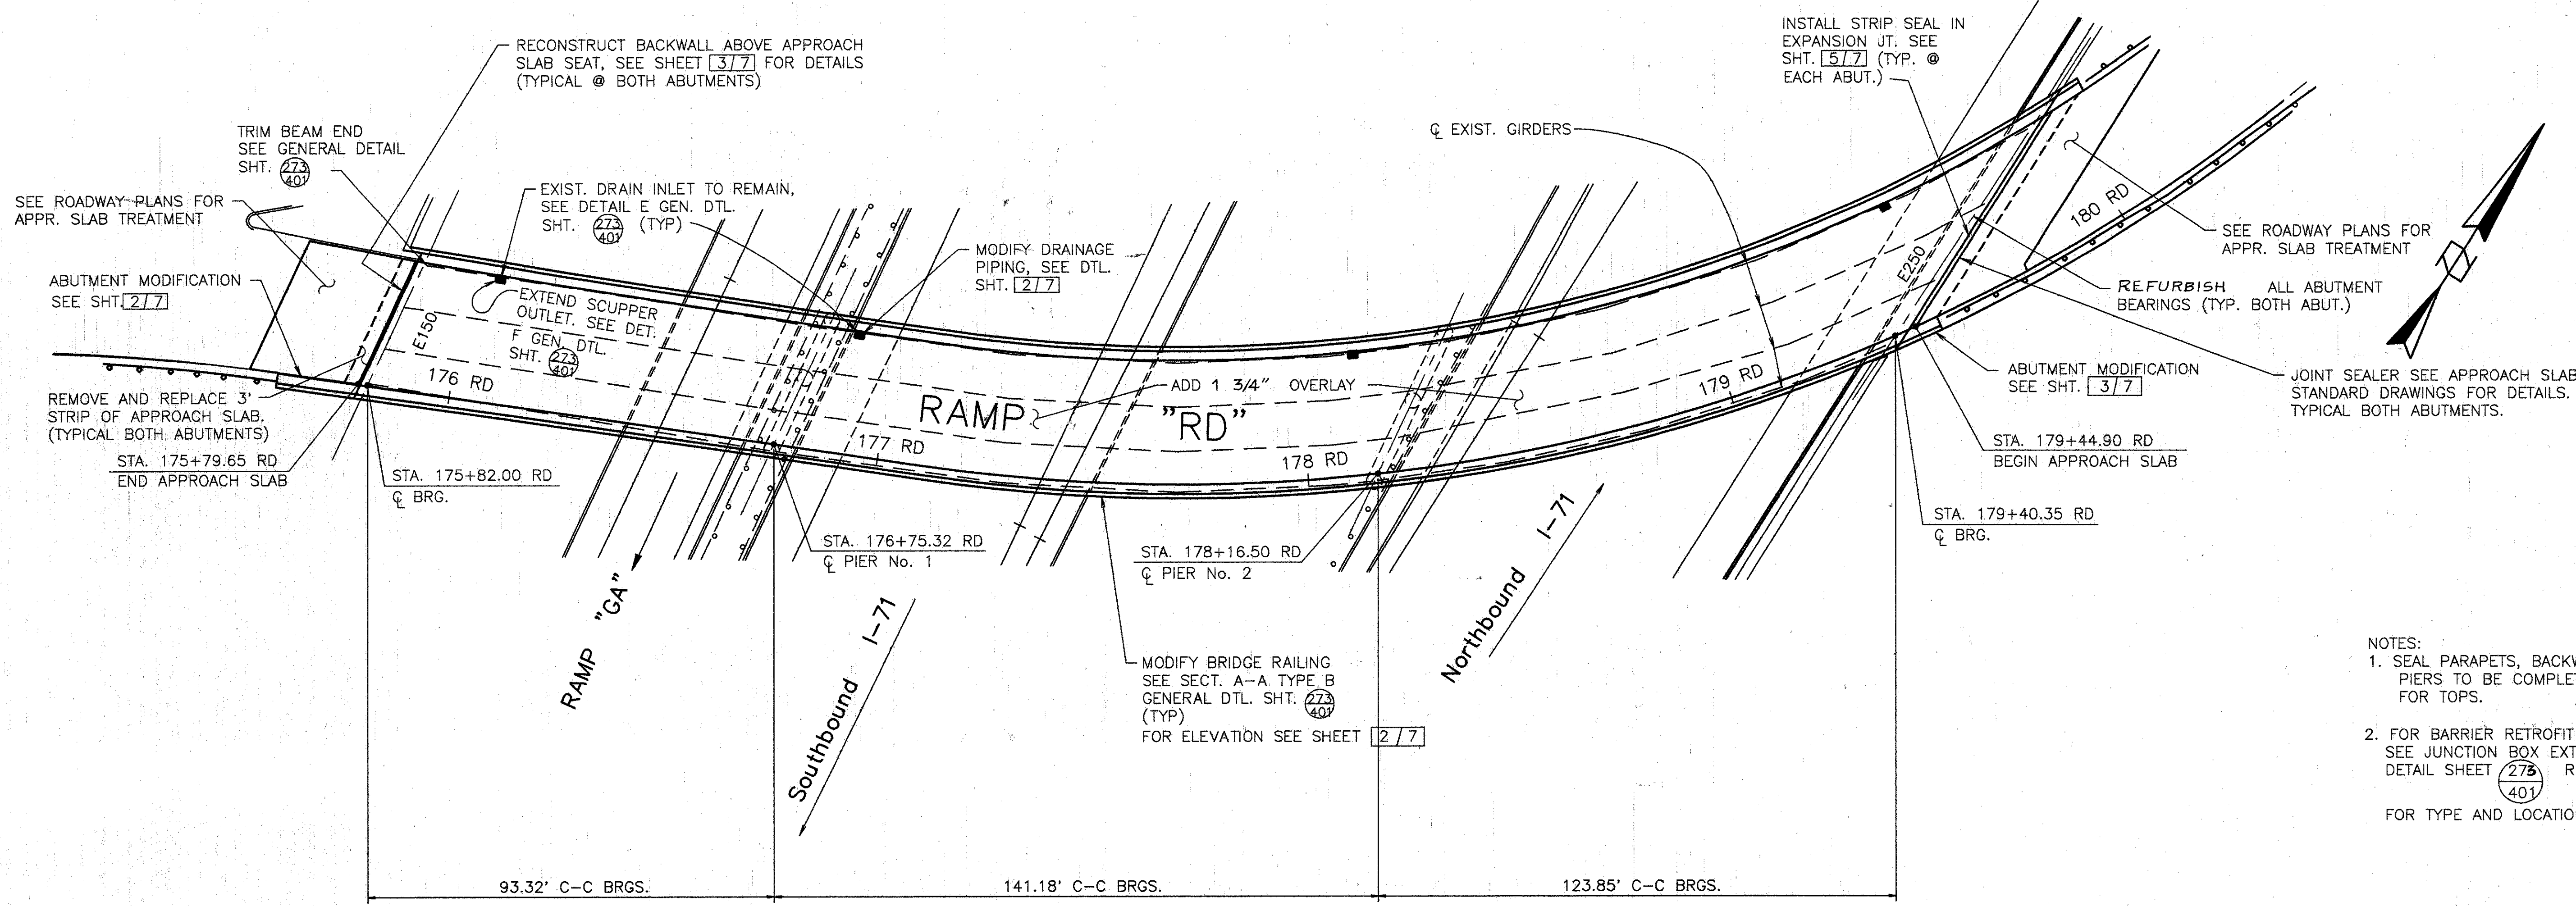 RECONSTRUCT BACKWALL ABOVE APPROACH
SLAB SEAT, SEE SHEET 3/7 FOR DETAILS
(TYPICAL @ BOTH ABUTMENTS)
INSTALL STRIP SEAL IN
EXPANSION JT. SEE
SHT. 5/7 (TYP. @
EACH ABUT.)
TRIM BEAM END
SEE GENERAL DETAIL
SHT. 273
401
℄ EXIST. GIRDERS
SEE ROADWAY PLANS FOR
APPR. SLAB TREATMENT
EXIST. DRAIN INLET TO REMAIN,
SEE DETAIL E GEN. DTL.
SHT. 273 (TYP)
401
MODIFY DRAINAGE
PIPING, SEE DTL.
SHT. 2/7
180 RD
SEE ROADWAY PLANS FOR
APPR. SLAB TREATMENT
ABUTMENT MODIFICATION
SEE SHT. 2/7
EXTEND SCUPPER
OUTLET. SEE DET.
F GEN. DTL.
SHT. 273
401
E150
E250
REFURBISH ALL ABUTMENT
BEARINGS (TYP. BOTH ABUT.)
176 RD
177 RD
178 RD
179 RD
ADD 1 3/4" OVERLAY
RAMP "RD"
ABUTMENT MODIFICATION
SEE SHT. 3/7
JOINT SEALER SEE APPROACH SLAB
STANDARD DRAWINGS FOR DETAILS.
TYPICAL BOTH ABUTMENTS.
REMOVE AND REPLACE 3'
STRIP OF APPROACH SLAB.
(TYPICAL BOTH ABUTMENTS)
STA. 175+79.65 RD
END APPROACH SLAB
STA. 175+82.00 RD
℄ BRG.
STA. 179+44.90 RD
BEGIN APPROACH SLAB
STA. 179+40.35 RD
℄ BRG.
STA. 176+75.32 RD
℄ PIER No. 1
STA. 178+16.50 RD
℄ PIER No. 2
RAMP "GA"
Southbound I-71
Northbound I-71
MODIFY BRIDGE RAILING
SEE SECT. A-A TYPE B
GENERAL DTL. SHT. 273
401
(TYP)
FOR ELEVATION SEE SHEET 2/7
NOTES:
1. SEAL PARAPETS, BACKW
PIERS TO BE COMPLET
FOR TOPS.
2. FOR BARRIER RETROFIT
SEE JUNCTION BOX EXT
DETAIL SHEET 273 R
401
FOR TYPE AND LOCATIO
93.32' C-C BRGS.
141.18' C-C BRGS.
123.85' C-C BRGS.